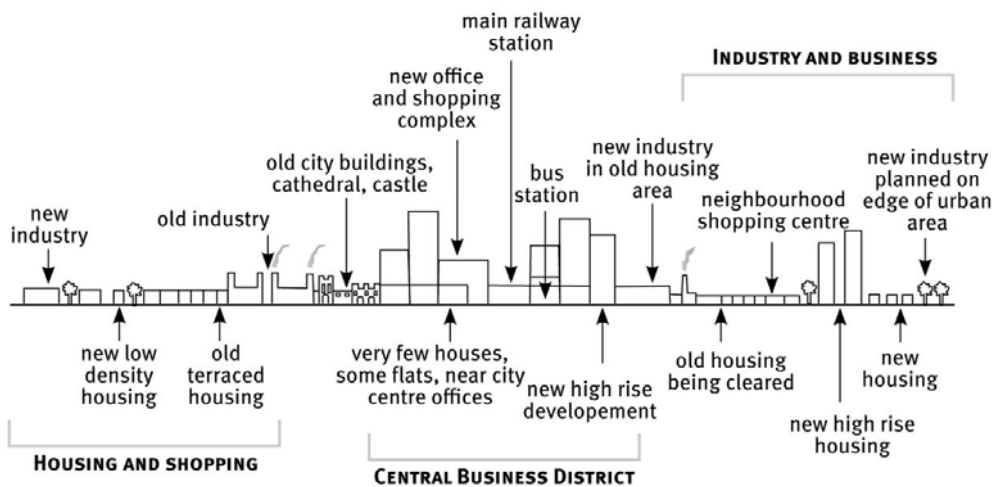 main railway
station
INDUSTRY AND BUSINESS
new office
and shopping
complex
new industry
in old housing
area
new industry
planned on
edge of urban
area
old city buildings,
cathedral, castle
bus
station
neighbourhood
shopping centre
new
industry
old industry
new low
density
housing
old
terraced
housing
very few houses,
some flats, near city
centre offices
new high rise
developement
old housing
being cleared
new high rise
housing
new
housing
HOUSING AND SHOPPING
CENTRAL BUSINESS DISTRICT